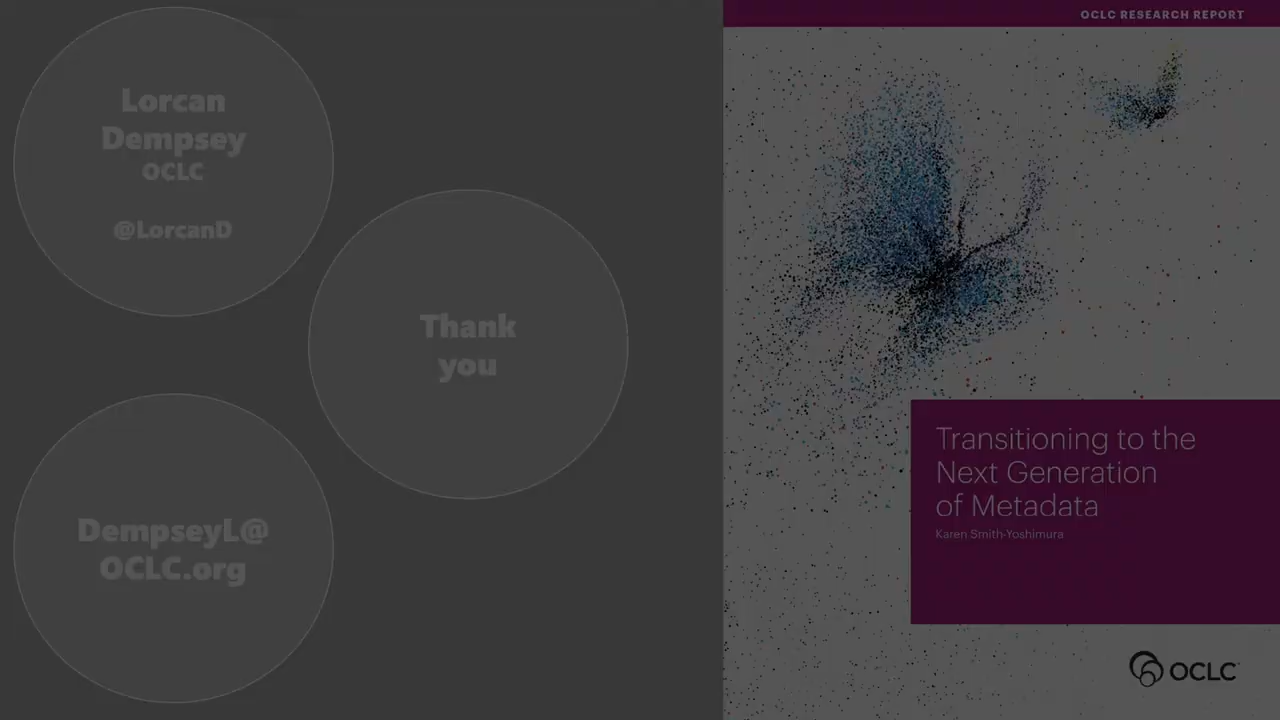 Lorcan
Dempsey
OCLC
@LorcanD
Thank
you
DempseyL@
OCLC.org
OCLC RESEARCH REPORT
Transitioning to the
Next Generation
of Metadata
Karen Smith-Yoshimura
OCLC